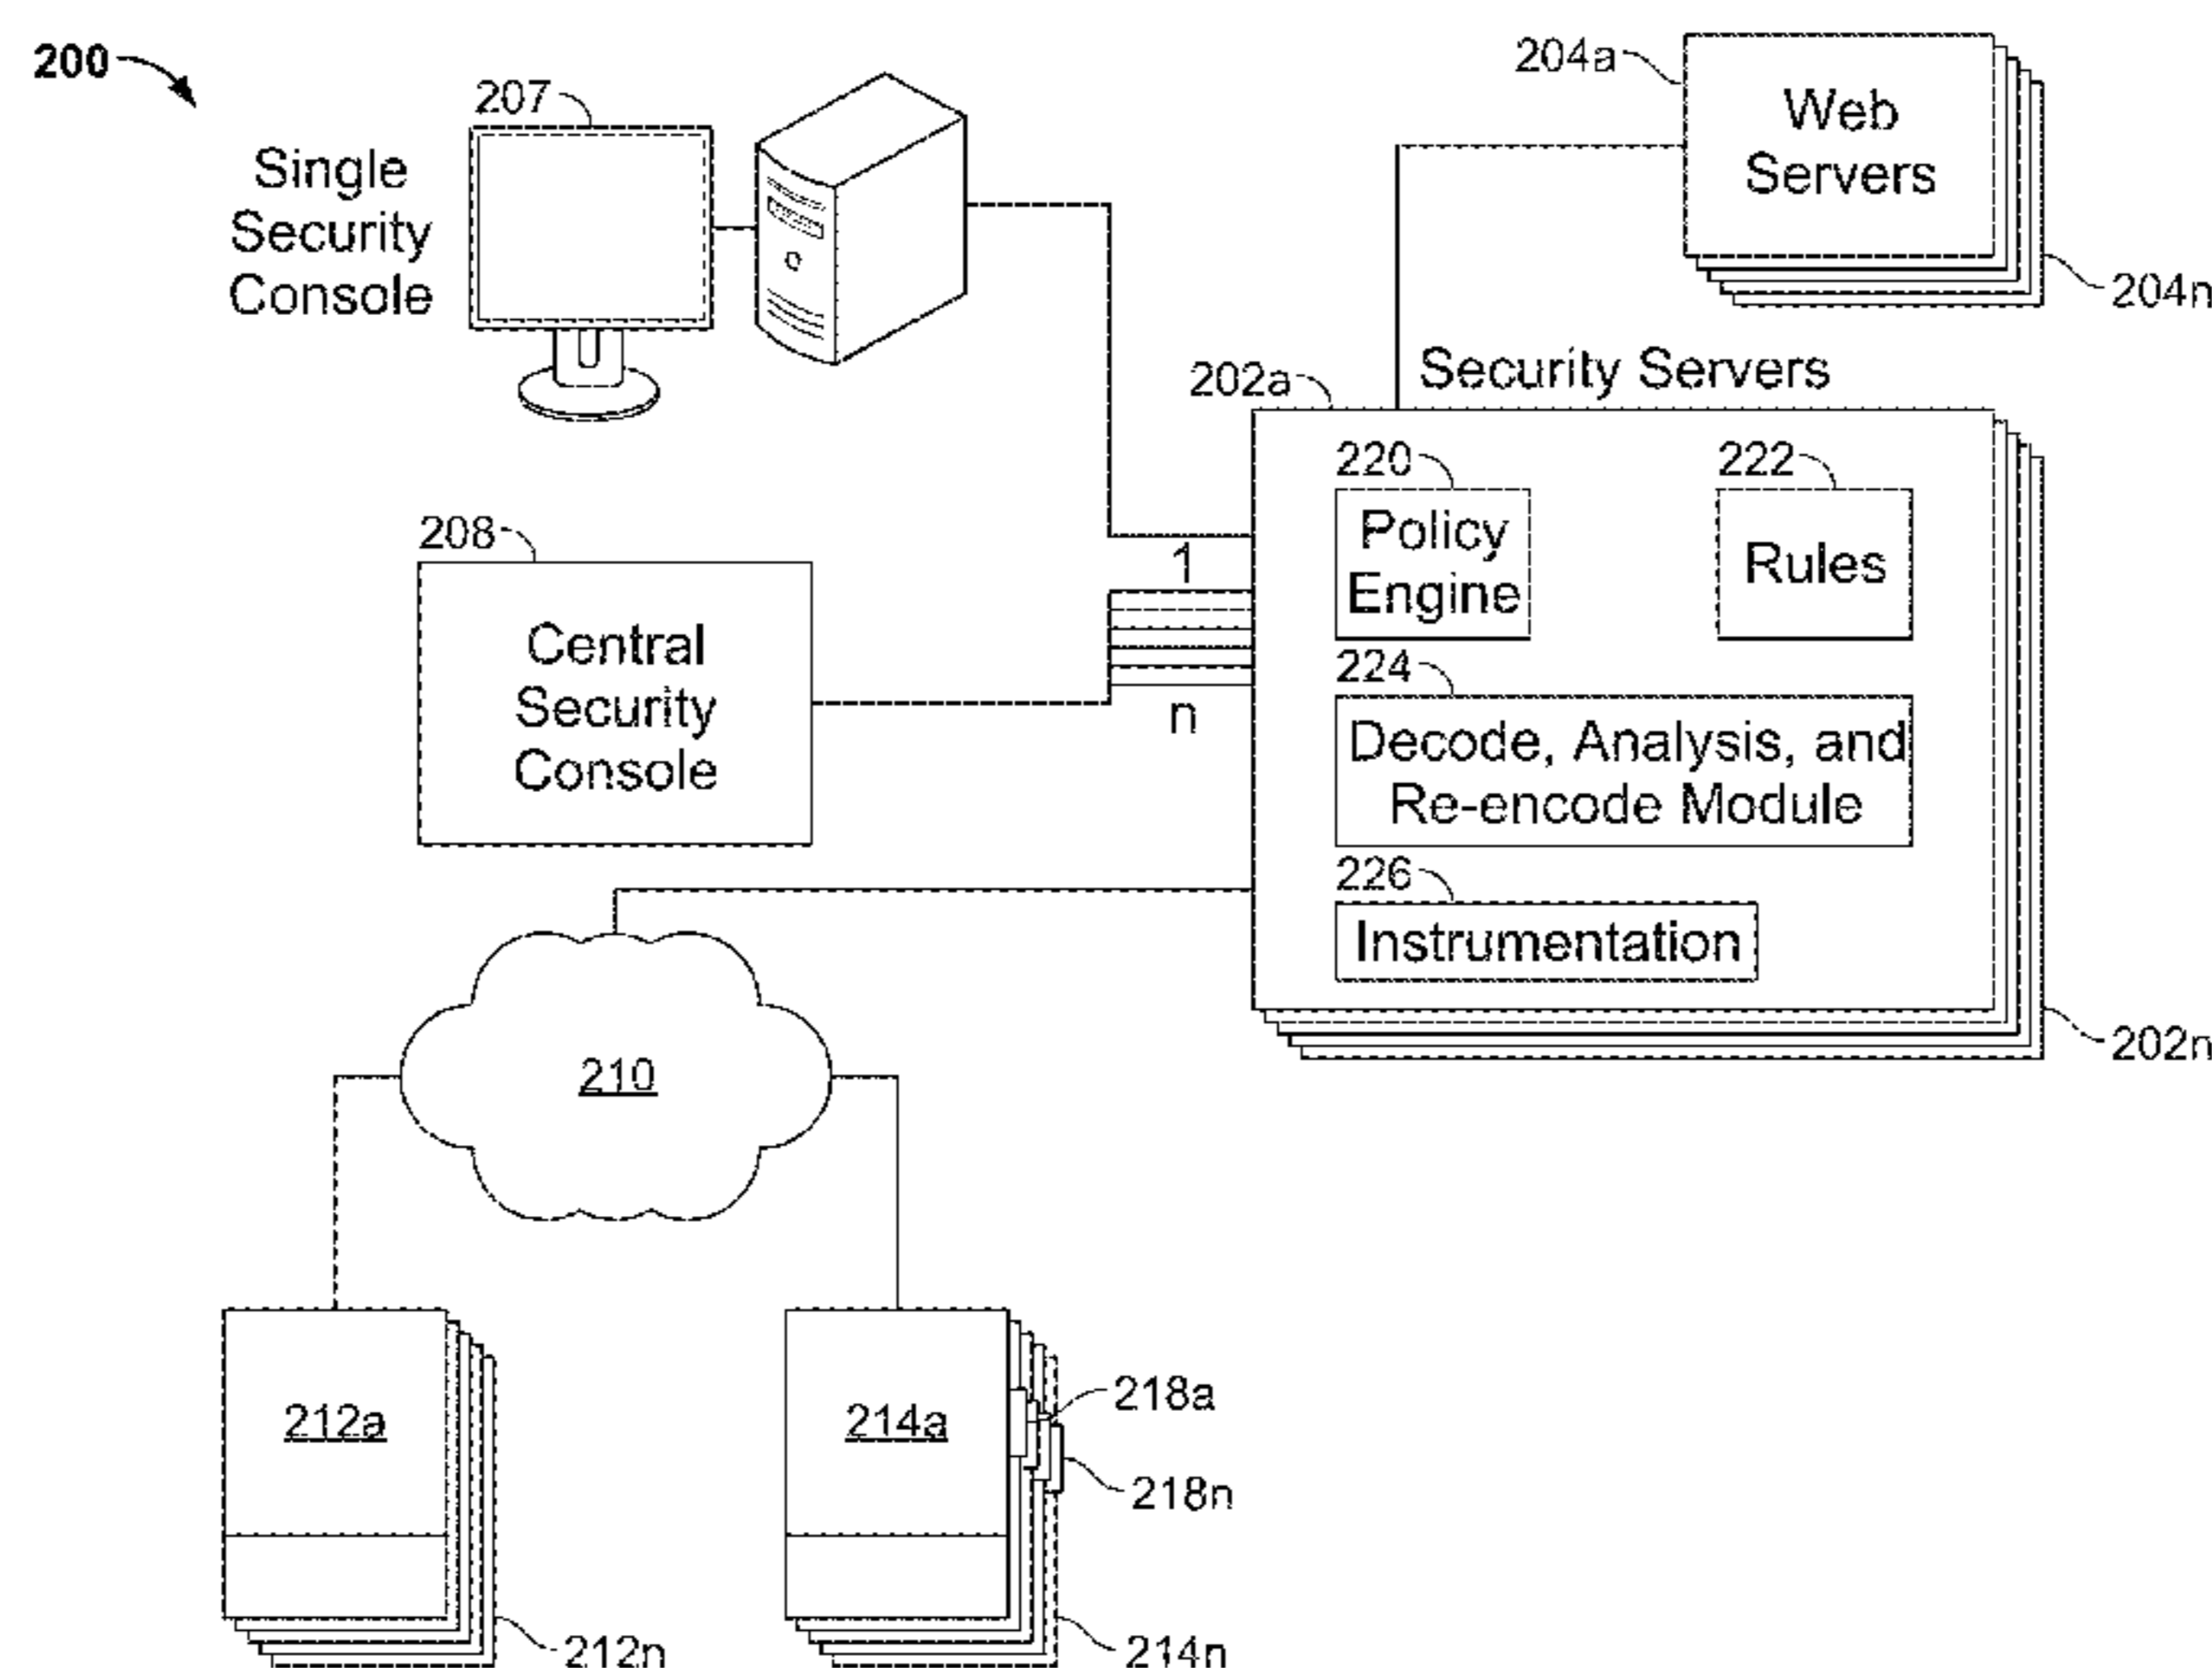 200
207
Single
Security
Console
204a
Web
Servers
204n
Security Servers
202a
220
Policy
Engine
222
Rules
224
Decode, Analysis, and
Re-encode Module
226
Instrumentation
202n
208
Central
Security
Console
1
n
210
212a
212n
214a
218a
218n
214n